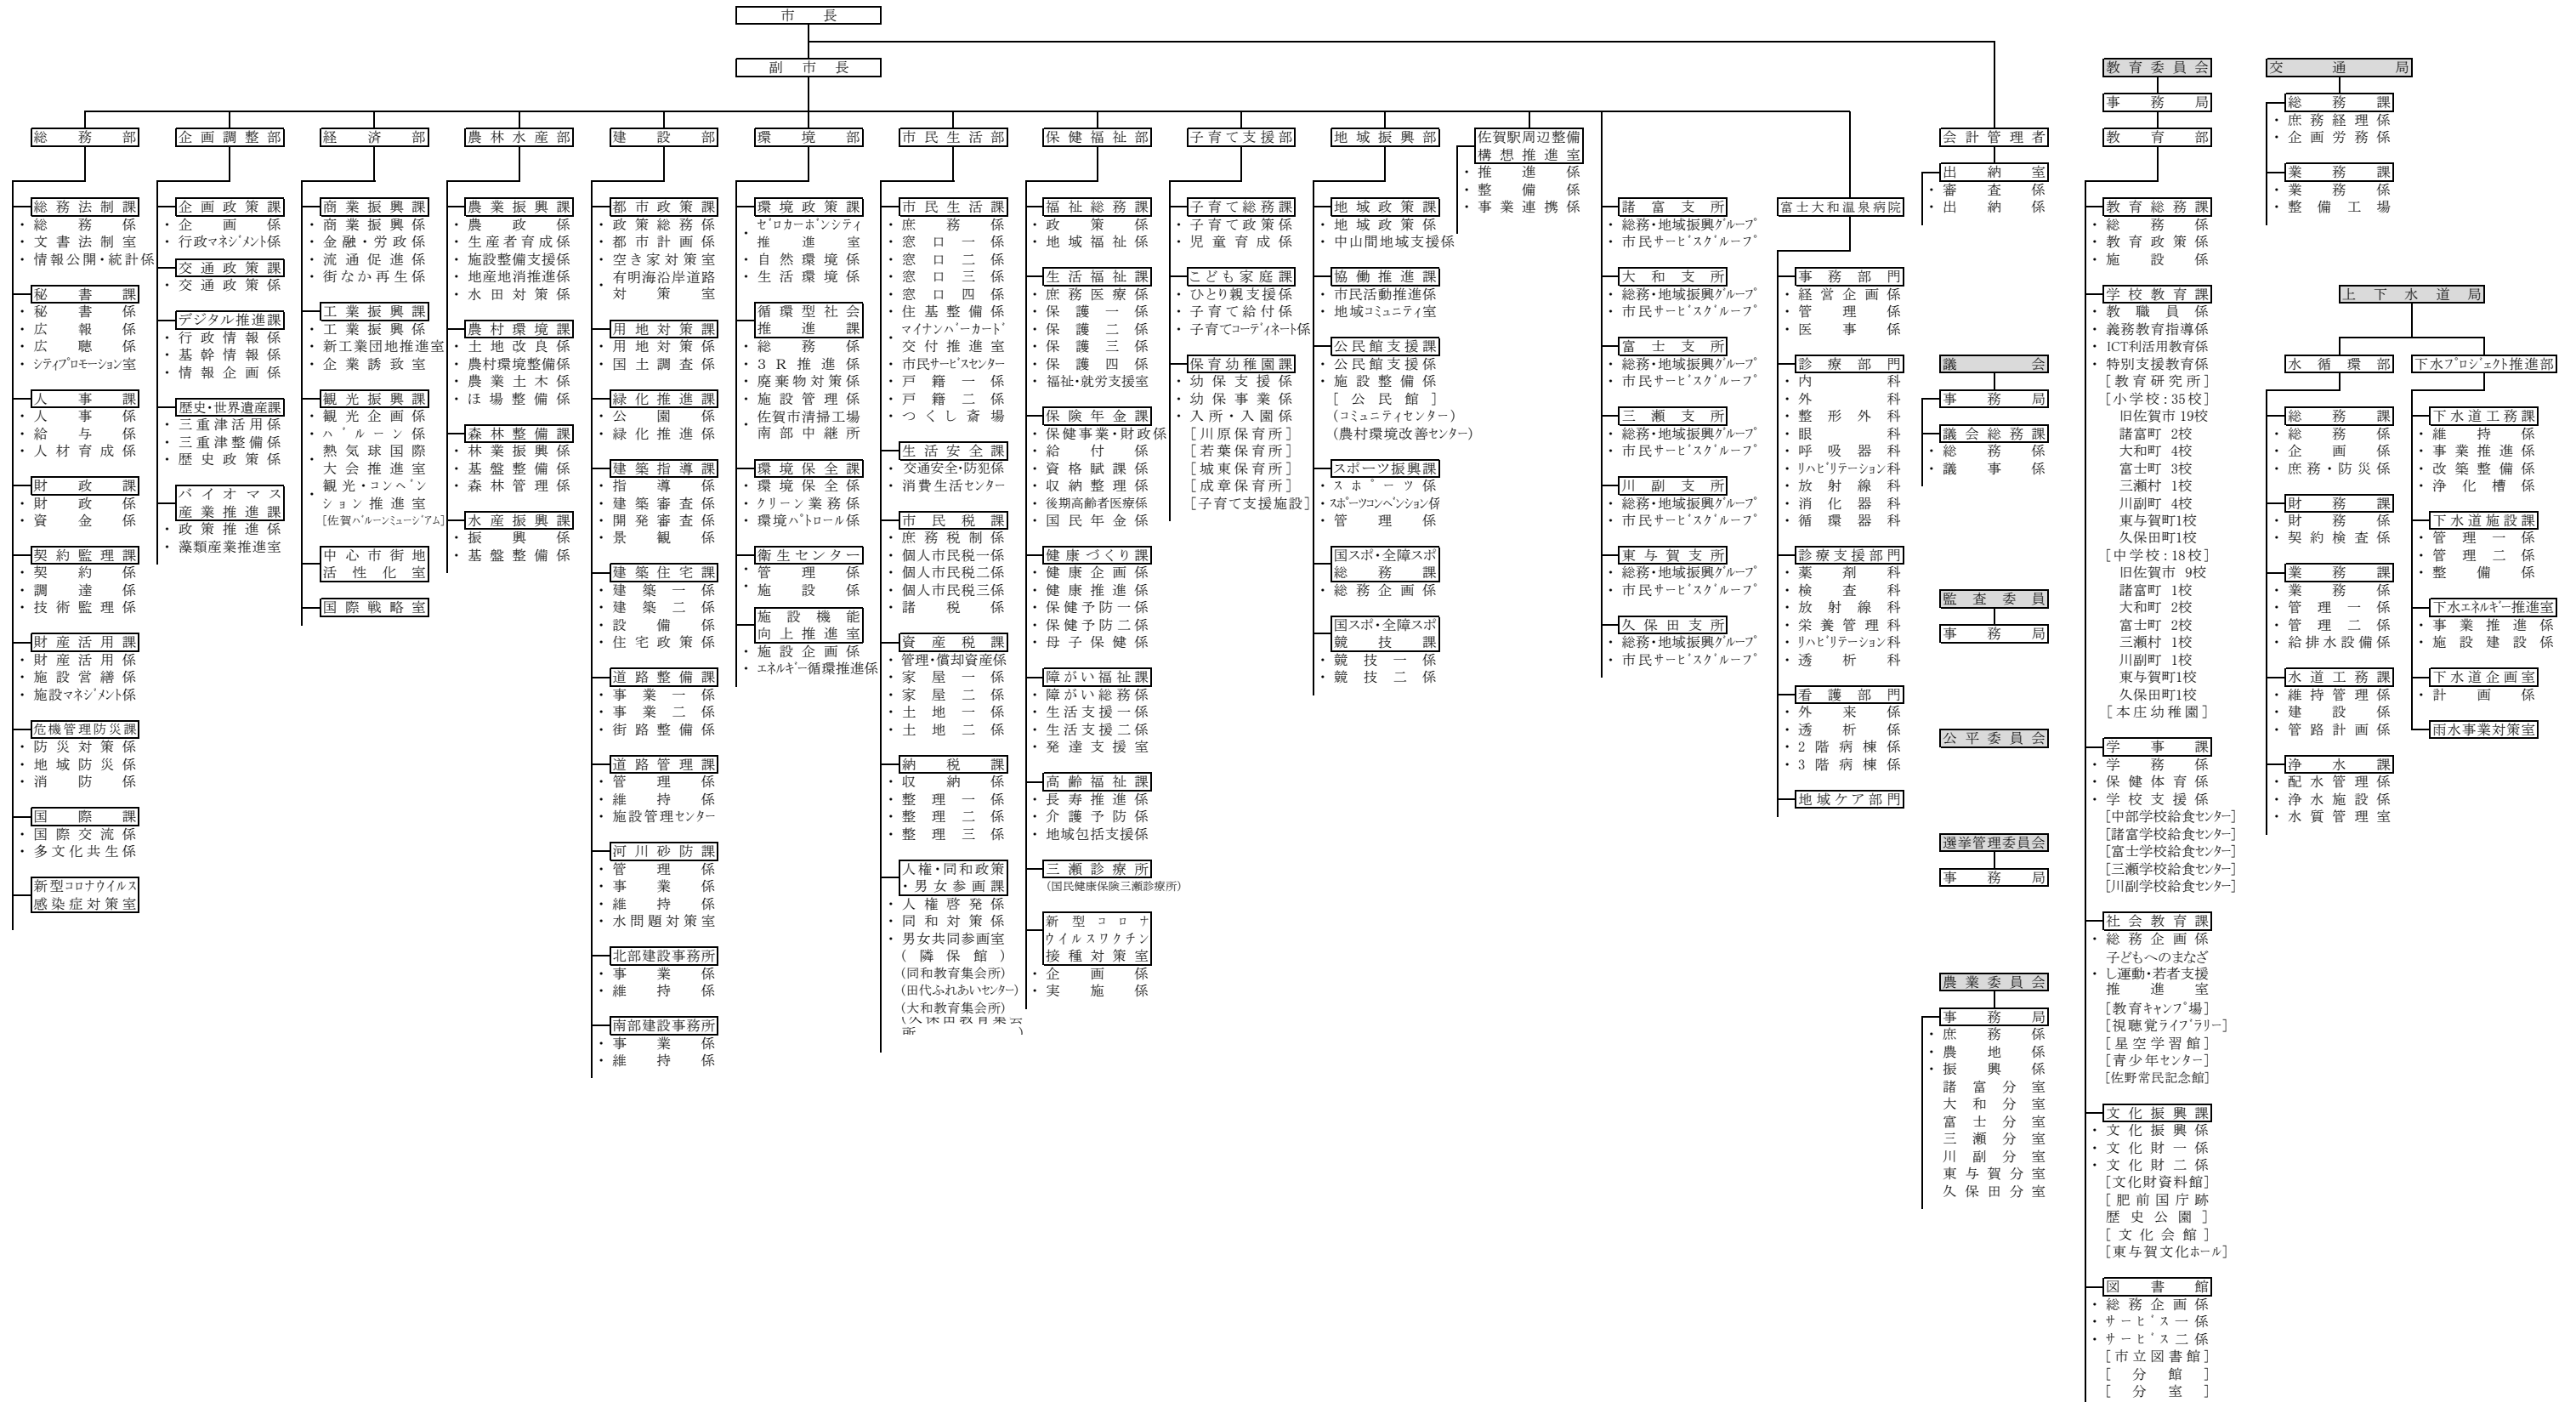 市長
副市長
総務部
総務法制課
・総務係
・文書法制室
・情報公開・統計係
秘書課
・秘書係
・広報係
・広聴係
・シティプロモーション室
人事課
・人事係
・給与係
・人材育成係
財政課
・財政係
・資金係
契約監理課
・契約係
・調達係
・技術監理係
財産活用課
・財産活用係
・施設営繕係
・施設マネジメント係
危機管理防災課
・防災対策係
・地域防災係
・消防係
国際課
・国際交流係
・多文化共生係
新型コロナウイルス
感染症対策室
企画調整部
企画政策課
・企画係
・行政マネジメント係
交通政策課
・交通政策係
デジタル推進課
・行政情報係
・基幹情報係
・情報企画係
歴史・世界遺産課
・三重津活用係
・三重津整備係
・歴史政策係
バイオマス
産業推進課
・政策推進係
・藻類産業推進室
経済部
商業振興課
・商業振興係
・金融・労政係
・流通促進係
・街なか再生係
工業振興課
・工業振興係
・新工業団地推進室
・企業誘致室
観光振興課
・観光企画係
・バルーン係
・熱気球国際
大会推進室
・観光・コンベン
ション推進室
[佐賀バルーンミュージアム]
中心市街地
活性化室
国際戦略室
農林水産部
農業振興課
・農政係
・生産者育成係
・施設整備支援係
・地産地消推進係
・水田対策係
農村環境課
・土地改良係
・農村環境整備係
・農業土木係
・ほ場整備係
森林整備課
・林業振興係
・基盤整備係
・森林管理係
水産振興課
・振興係
・基盤整備係
建設部
都市政策課
・政策総務係
・都市計画係
・空き家対策室
・有明海沿岸道路
対策室
用地対策課
・用地対策係
・国土調査係
緑化推進課
・公園係
・緑化推進係
建築指導課
・指導係
・建築審査係
・開発審査係
・景観係
建築住宅課
・建築一係
・建築二係
・設備係
・住宅政策係
道路整備課
・事業一係
・事業二係
・街路整備係
道路管理課
・管理係
・維持係
・施設管理センター
河川砂防課
・管理係
・事業係
・維持係
・水問題対策室
北部建設事務所
・事業係
・維持係
南部建設事務所
・事業係
・維持係
環境部
環境政策課
・ゼロカーボンシティ
推進室
・自然環境係
・生活環境係
循環型社会
推進課
・総務係
・3R推進係
・廃棄物対策係
・施設管理係
・佐賀市清掃工場
・南部中継所
環境保全課
・環境保全係
・クリーン業務係
・環境パトロール係
衛生センター
・管理係
・施設係
施設機能
向上推進室
・施設企画係
・エネルギー循環推進係
市民生活部
市民生活課
・庶務係
・窓口一係
・窓口二係
・窓口三係
・窓口四係
・住基整備係
・マイナンバーカード
交付推進室
・市民サービスセンター
・戸籍一係
・戸籍二係
・つくし斎場
生活安全課
・交通安全・防犯係
・消費生活センター
市民税課
・庶務税制係
・個人市民税一係
・個人市民税二係
・個人市民税三係
・諸税係
資産税課
・管理・償却資産係
・家屋一係
・家屋二係
・土地一係
・土地二係
納税課
・収納係
・整理一係
・整理二係
・整理三係
人権・同和政策
・男女参画課
・人権啓発係
・同和対策係
・男女共同参画室
(隣保館)
(同和教育集会所)
(田代ふれあいセンター)
(大和教育集会所)
(久保田教育集会
所)
保健福祉部
福祉総務課
・政策係
・地域福祉係
生活福祉課
・庶務医療係
・保護一係
・保護二係
・保護三係
・保護四係
・福祉・就労支援室
保険年金課
・保健事業・財政係
・給付係
・資格賦課係
・収納整理係
・後期高齢者医療係
・国民年金係
健康づくり課
・健康企画係
・健康推進係
・保健予防一係
・保健予防二係
・母子保健係
障がい福祉課
・障がい総務係
・生活支援一係
・生活支援二係
・発達支援室
高齢福祉課
・長寿推進係
・介護予防係
・地域包括支援係
三瀬診療所
(国民健康保険三瀬診療所)
新型コロナ
ウイルスワクチン
接種対策室
・企画係
・実施係
子育て支援部
子育て総務課
・子育て政策係
・児童育成係
こども家庭課
・ひとり親支援係
・子育て給付係
・子育てコーディネート係
保育幼稚園課
・幼保支援係
・幼保事業係
・入所・入園係
[川原保育所]
[若葉保育所]
[城東保育所]
[成章保育所]
[子育て支援施設]
地域振興部
地域政策課
・地域政策係
・中山間地域支援係
協働推進課
・市民活動推進係
・地域コミュニティ室
公民館支援課
・公民館支援係
・施設整備係
[公民館]
(コミュニティセンター)
(農村環境改善センター)
スポーツ振興課
・スポーツ係
・スポーツコンベンション係
・管理係
国スポ・全障スポ
総務課
・総務企画係
国スポ・全障スポ
競技課
・競技一係
・競技二係
佐賀駅周辺整備
構想推進室
・推進係
・整備係
・事業連携係
諸富支所
・総務・地域振興グループ
・市民サービスグループ
大和支所
・総務・地域振興グループ
・市民サービスグループ
富士支所
・総務・地域振興グループ
・市民サービスグループ
三瀬支所
・総務・地域振興グループ
・市民サービスグループ
川副支所
・総務・地域振興グループ
・市民サービスグループ
東与賀支所
・総務・地域振興グループ
・市民サービスグループ
久保田支所
・総務・地域振興グループ
・市民サービスグループ
富士大和温泉病院
事務部門
・経営企画係
・管理係
・医事係
診療部門
・内科
・外科
・整形外科
・眼科
・呼吸器科
・リハビリテーション科
・放射線科
・消化器科
・循環器科
診療支援部門
・薬剤科
・検査科
・放射線科
・栄養管理科
・リハビリテーション科
・透析科
看護部門
・外来係
・透析係
・2階病棟係
・3階病棟係
地域ケア部門
会計管理者
出納室
・審査係
・出納係
議会
事務局
議会総務課
・総務係
・議事係
監査委員
事務局
公平委員会
選挙管理委員会
事務局
農業委員会
事務局
・庶務係
・農地係
・振興係
諸富分室
大和分室
富士分室
三瀬分室
川副分室
東与賀分室
久保田分室
教育委員会
事務局
教育部
教育総務課
・総務係
・教育政策係
・施設係
学校教育課
・教職員係
・義務教育指導係
・ICT利活用教育係
・特別支援教育係
[教育研究所]
[小学校:35校]
旧佐賀市 19校
諸富町 2校
大和町 4校
富士町 3校
三瀬村 1校
川副町 4校
東与賀町1校
久保田町1校
[中学校:18校]
旧佐賀市 9校
諸富町 1校
大和町 2校
富士町 2校
三瀬村 1校
川副町 1校
東与賀町1校
久保田町1校
[本庄幼稚園]
学事課
・学務係
・保健体育係
・学校支援係
[中部学校給食センター]
[諸富学校給食センター]
[富士学校給食センター]
[三瀬学校給食センター]
[川副学校給食センター]
社会教育課
・総務企画係
子どもへのまなざ
・し運動・若者支援
推進室
[教育キャンプ場]
[視聴覚ライブラリー]
[星空学習館]
[青少年センター]
[佐野常民記念館]
文化振興課
・文化振興係
・文化財一係
・文化財二係
[文化財資料館]
[肥前国庁跡
歴史公園]
[文化会館]
[東与賀文化ホール]
図書館
・総務企画係
・サービス一係
・サービス二係
[市立図書館]
[分館]
[分室]
交通局
総務課
・庶務経理係
・企画労務係
業務課
・業務係
・整備工場
上下水道局
水循環部
総務課
・総務係
・企画係
・庶務・防災係
財務課
・財務係
・契約検査係
業務課
・業務係
・管理一係
・管理二係
・給排水設備係
水道工務課
・維持管理係
・建設係
・管路計画係
浄水課
・配水管理係
・浄水施設係
・水質管理室
下水プロジェクト推進部
下水道工務課
・維持係
・事業推進係
・改築整備係
・浄化槽係
下水道施設課
・管理一係
・管理二係
・整備係
下水エネルギー推進室
・事業推進係
・施設建設係
下水道企画室
・計画係
雨水事業対策室